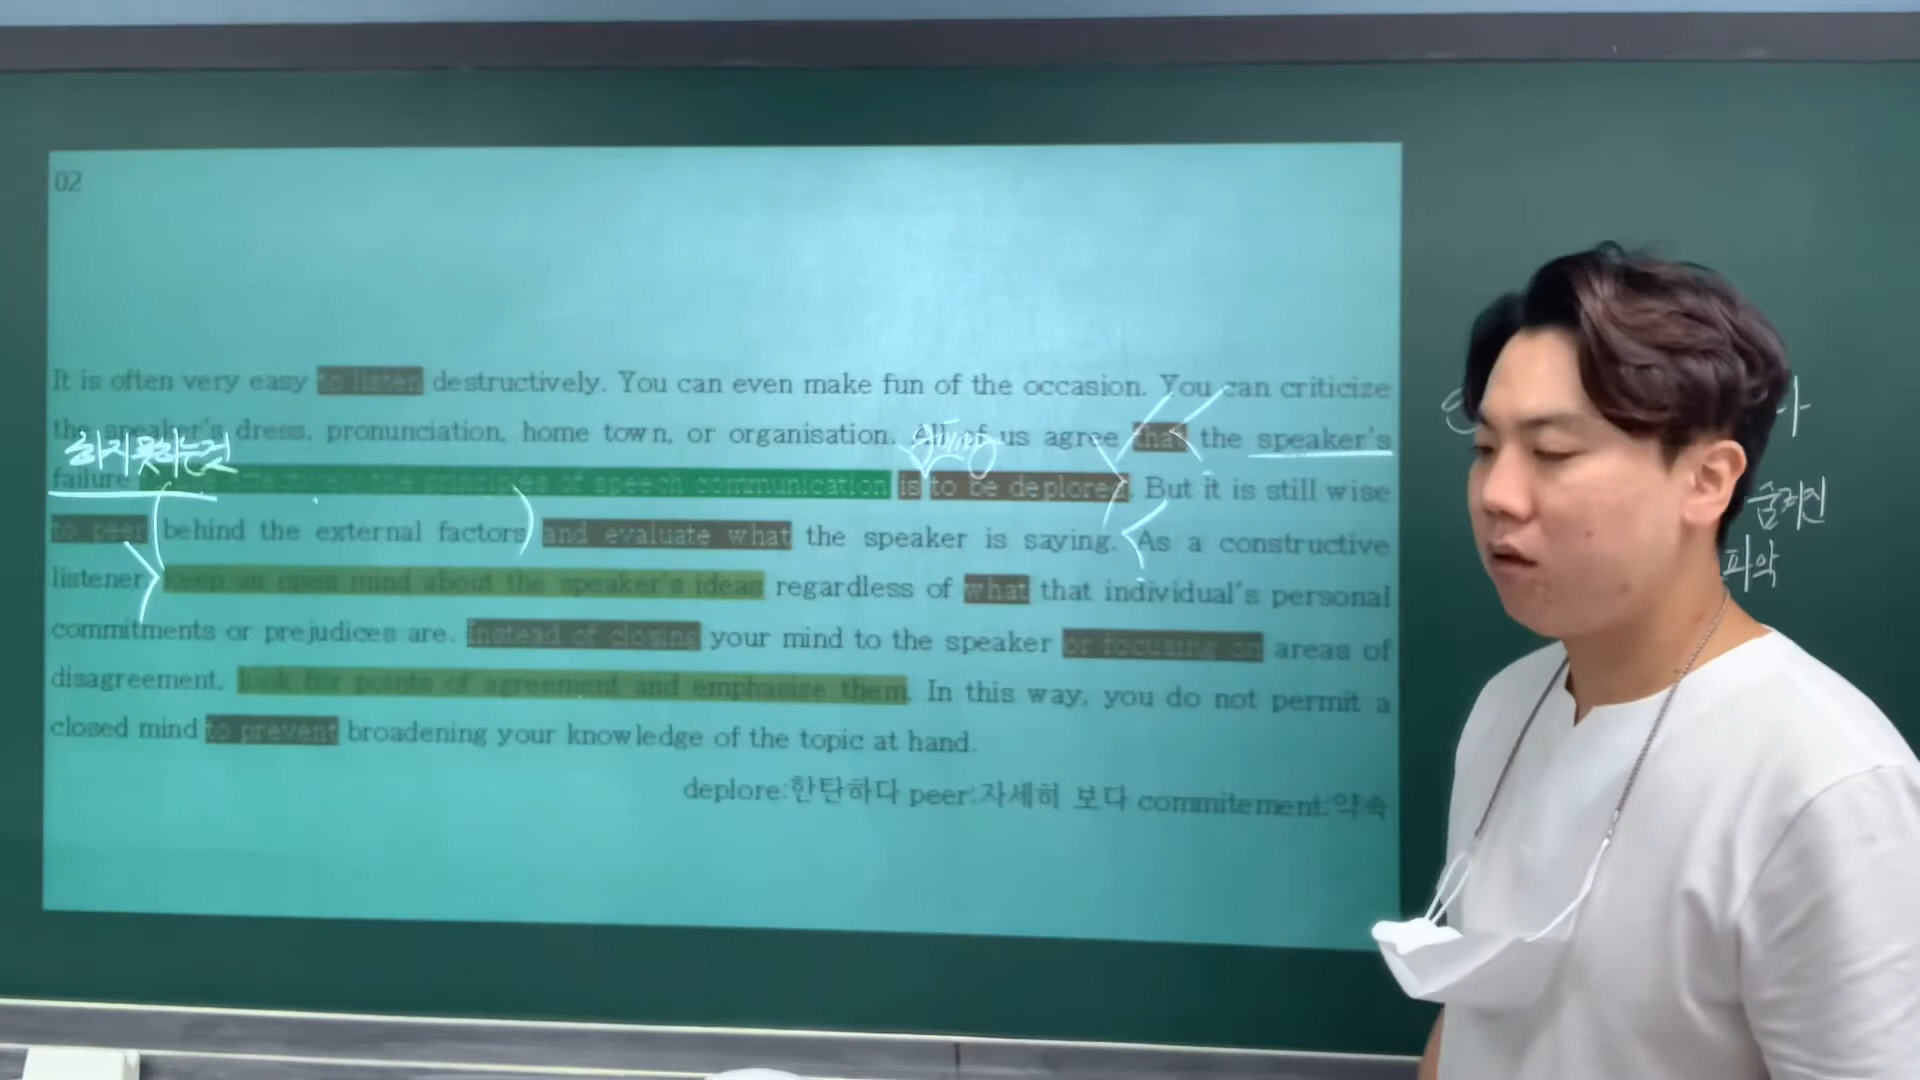 02
It is often very easy to listen destructively. You can even make fun of the occasion. You can criticize
the speaker's dress, pronunciation, home town, or organisation. All of us agree that the speaker's
하지 못하는 것
failure effectively the principles of speech communication is to be deplored. But it is still wise
to peer behind the external factors and evaluate what the speaker is saying. As a constructive
listener keep an open mind about the speaker's ideas regardless of what that individual's personal
commitments or prejudices are. Instead of closing your mind to the speaker or focusing on areas of
disagreement, look for points of agreement and emphasize them. In this way, you do not permit a
closed mind to prevent broadening your knowledge of the topic at hand.
deplore:한탄하다 peer:자세히 보다 commitement:약속
숨겨진
파악